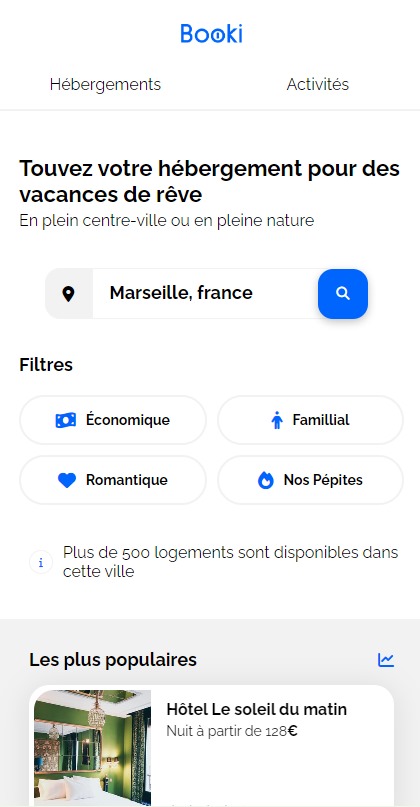 Booki
Hébergements
Activités
Touvez votre hébergement pour des
vacances de rêve
En plein centre-ville ou en pleine nature
Marseille, france
Filtres
Économique
Famillial
Romantique
Nos Pépites
i
Plus de 500 logements sont disponibles dans
cette ville
Les plus populaires
Hôtel Le soleil du matin
Nuit à partir de 128€